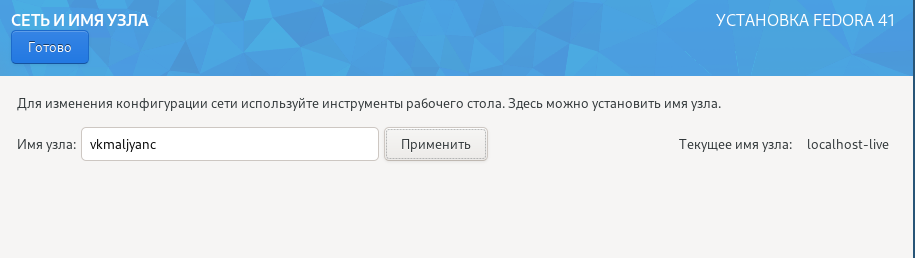 СЕТЬ И ИМЯ УЗЛА
УСТАНОВКА FEDORA 41
Готово
Для изменения конфигурации сети используйте инструменты рабочего стола. Здесь можно установить имя узла.
Имя узла: vkmaljyanc Применить Текущее имя узла: localhost-live